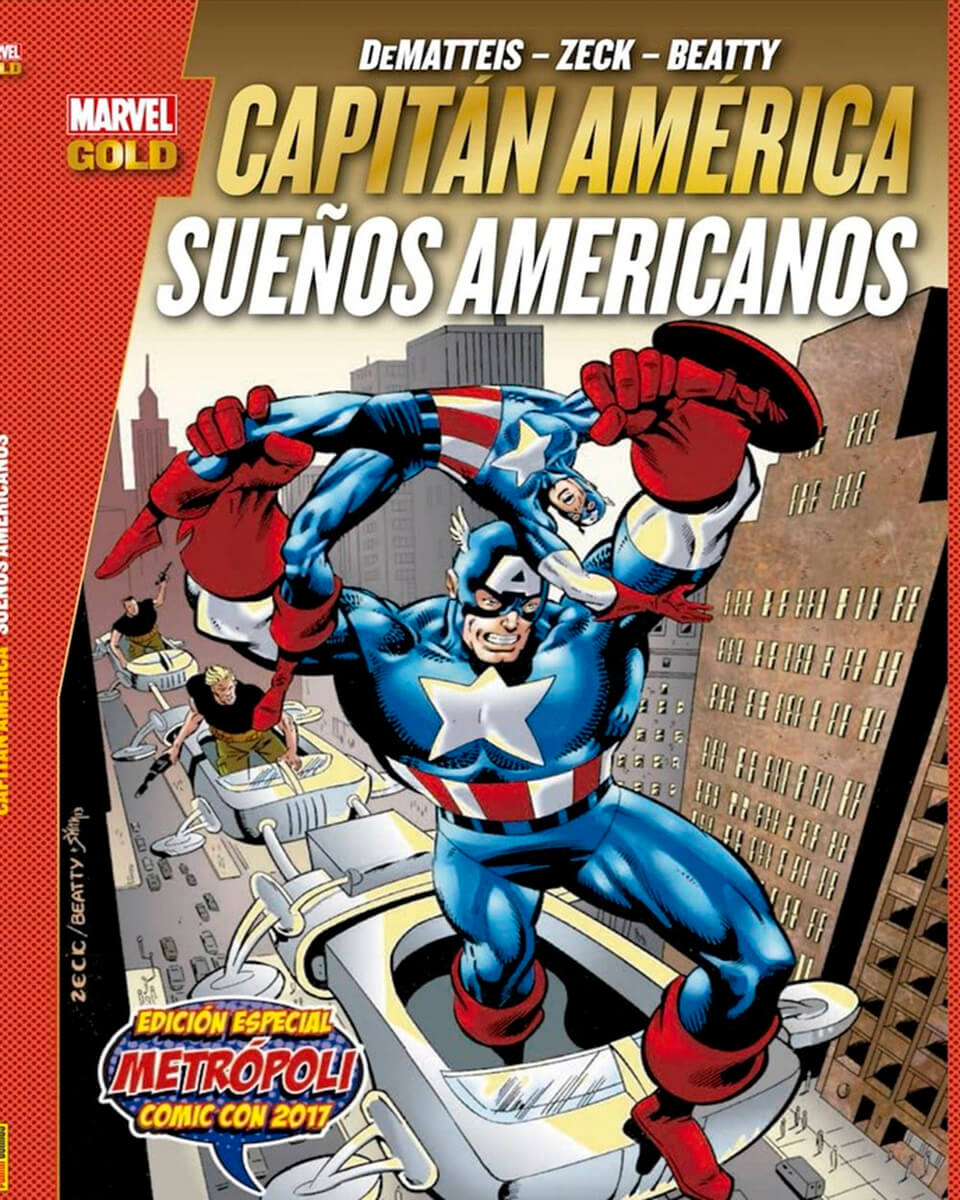 DeMATTEIS – ZECK – BEATTY
MARVEL
GOLD
CAPITÁN AMÉRICA
SUEÑOS AMERICANOS
CAPITÁN AMÉRICA SUEÑOS AMERICANOS
A
ZECK/BEATTY
EDICIÓN ESPECIAL
METRÓPOLI
COMIC CON 2017